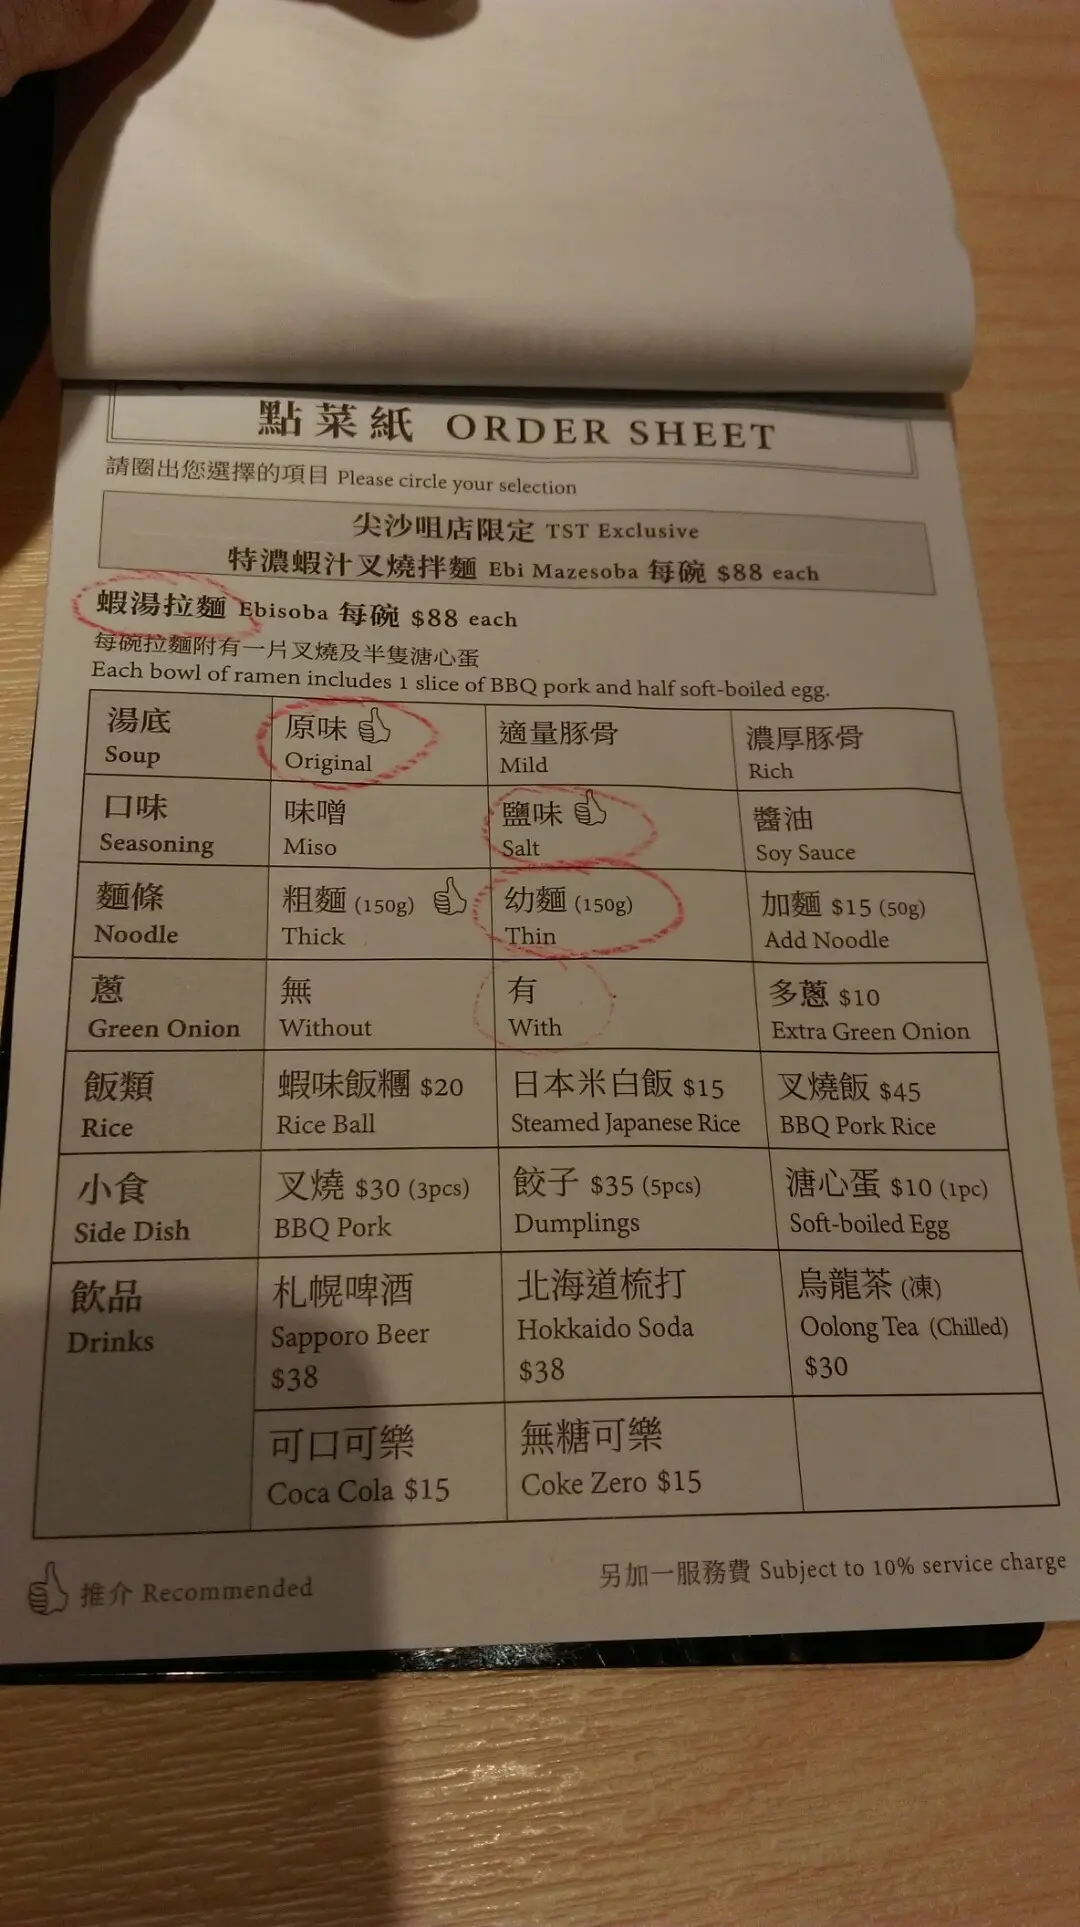 點菜紙 ORDER SHEET
請圈出您選擇的項目 Please circle your selection
尖沙咀店限定 TST Exclusive
特濃蝦汁叉燒拌麵 Ebi Mazesoba 每碗 $88 each
蝦湯拉麵 Ebisoba 每碗 $88 each
每碗拉麵附有一片叉燒及半隻溏心蛋
Each bowl of ramen includes 1 slice of BBQ pork and half soft-boiled egg.
湯底 原味 適量豚骨 濃厚豚骨
Soup Original Mild Rich
口味 味噌 鹽味 醬油
Seasoning Miso Salt Soy Sauce
麵條 粗麵 (150g) 幼麵 (150g) 加麵 $15 (50g)
Noodle Thick Thin Add Noodle
蔥 無 有 多蔥 $10
Green Onion Without With Extra Green Onion
飯類 蝦味飯糰 $20 日本米白飯 $15 叉燒飯 $45
Rice Rice Ball Steamed Japanese Rice BBQ Pork Rice
小食 叉燒 $30 (3pcs) 餃子 $35 (5pcs) 溏心蛋 $10 (1pc)
Side Dish BBQ Pork Dumplings Soft-boiled Egg
飲品 札幌啤酒 北海道梳打 烏龍茶 (凍)
Drinks Sapporo Beer Hokkaido Soda Oolong Tea (Chilled)
$38 $38 $30
可口可樂 無糖可樂
Coca Cola $15 Coke Zero $15
推介 Recommended 另加一服務費 Subject to 10% service charge